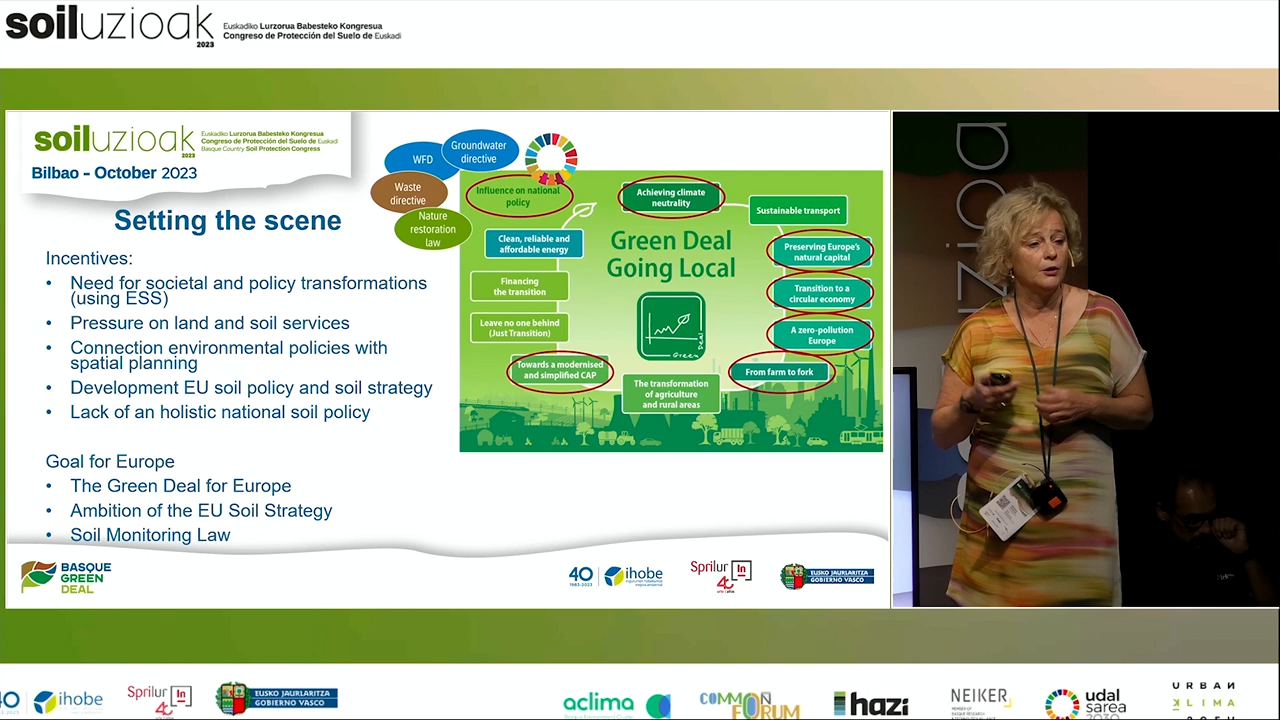 soiluzioak
2023
Euskadiko Lurzorua Babesteko Kongresua
Congreso de Protección del Suelo de Euskadi
soiluzioak
2023
Euskadiko Lurzorua Babesteko Kongresua
Congreso de Protección del Suelo de Euskadi
Basque Country Soil Protection Congress
Bilbao - October 2023
Setting the scene
Incentives:
• Need for societal and policy transformations
(using ESS)
• Pressure on land and soil services
• Connection environmental policies with
spatial planning
• Development EU soil policy and soil strategy
• Lack of an holistic national soil policy
Goal for Europe
• The Green Deal for Europe
• Ambition of the EU Soil Strategy
• Soil Monitoring Law
WFD
Groundwater
directive
Waste
directive
Nature
restoration
law
Influence on national
policy
Achieving climate
neutrality
Sustainable transport
Clean, reliable and
affordable energy
Green Deal
Going Local
Preserving Europe's
natural capital
Financing
the transition
Transition to a
circular economy
Leave no one behind
(Just Transition)
A zero-pollution
Europe
Green Deal
Towards a modernised
and simplified CAP
From farm to fork
The transformation
of agriculture
and rural areas
BASQUE
GREEN
DEAL
40
1983-2023
ihobe
Sprilur
In
EUSKO JAURLARITZA
GOBIERNO VASCO
40
ihobe
Sprilur
In
EUSKO JAURLARITZA
GOBIERNO VASCO
aclima
COMMON
FORUM
hazi
NEIKER
udal
sarea
2030
URBAN
KLIMA